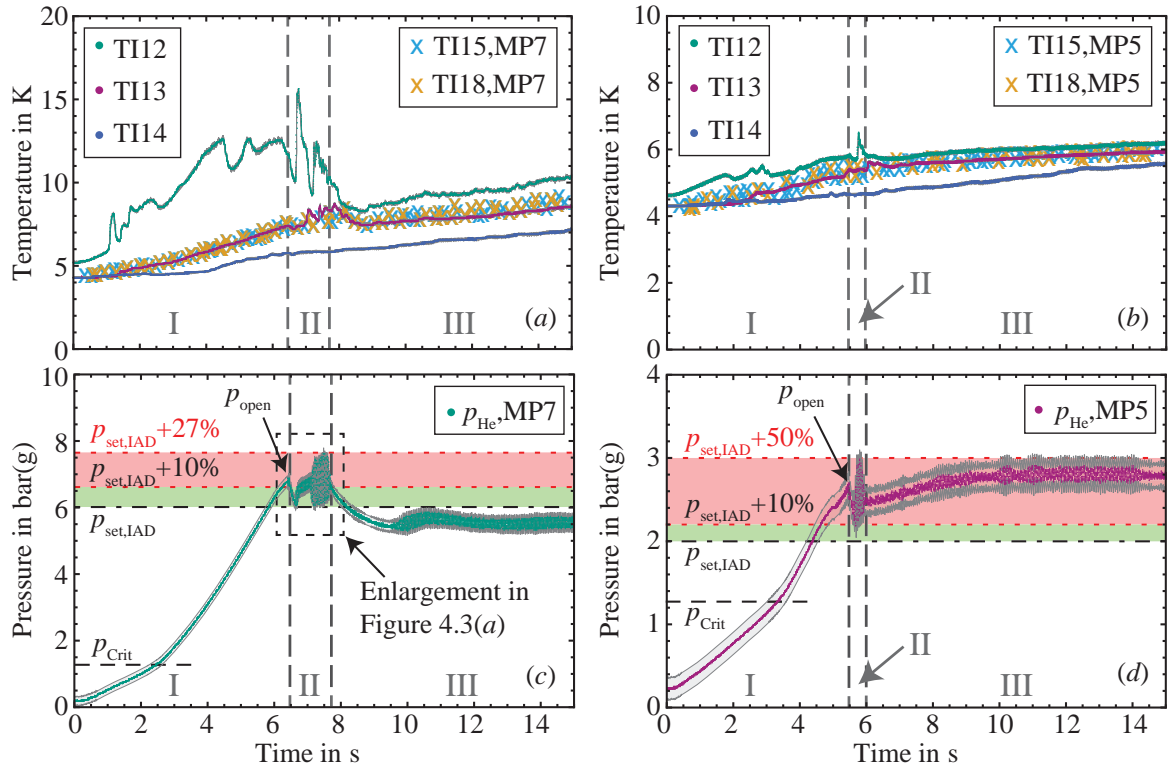 20
15
10
5
0
Temperature in K
TI12
TI13
TI14
TI15,MP7
TI18,MP7
I
II
III
(a)
10
8
6
4
2
0
Temperature in K
TI12
TI13
TI14
TI15,MP5
TI18,MP5
II
I
III
(b)
10
8
6
4
2
0
Pressure in bar(g)
p_open
p_He,MP7
p_set,IAD+27%
p_set,IAD+10%
p_set,IAD
Enlargement in
Figure 4.3(a)
p_Crit
I
II
III
(c)
0 2 4 6 8 10 12 14
Time in s
4
3
2
1
0
Pressure in bar(g)
p_open
p_He,MP5
p_set,IAD+50%
p_set,IAD+10%
p_set,IAD
p_Crit
II
I
III
(d)
0 2 4 6 8 10 12 14
Time in s